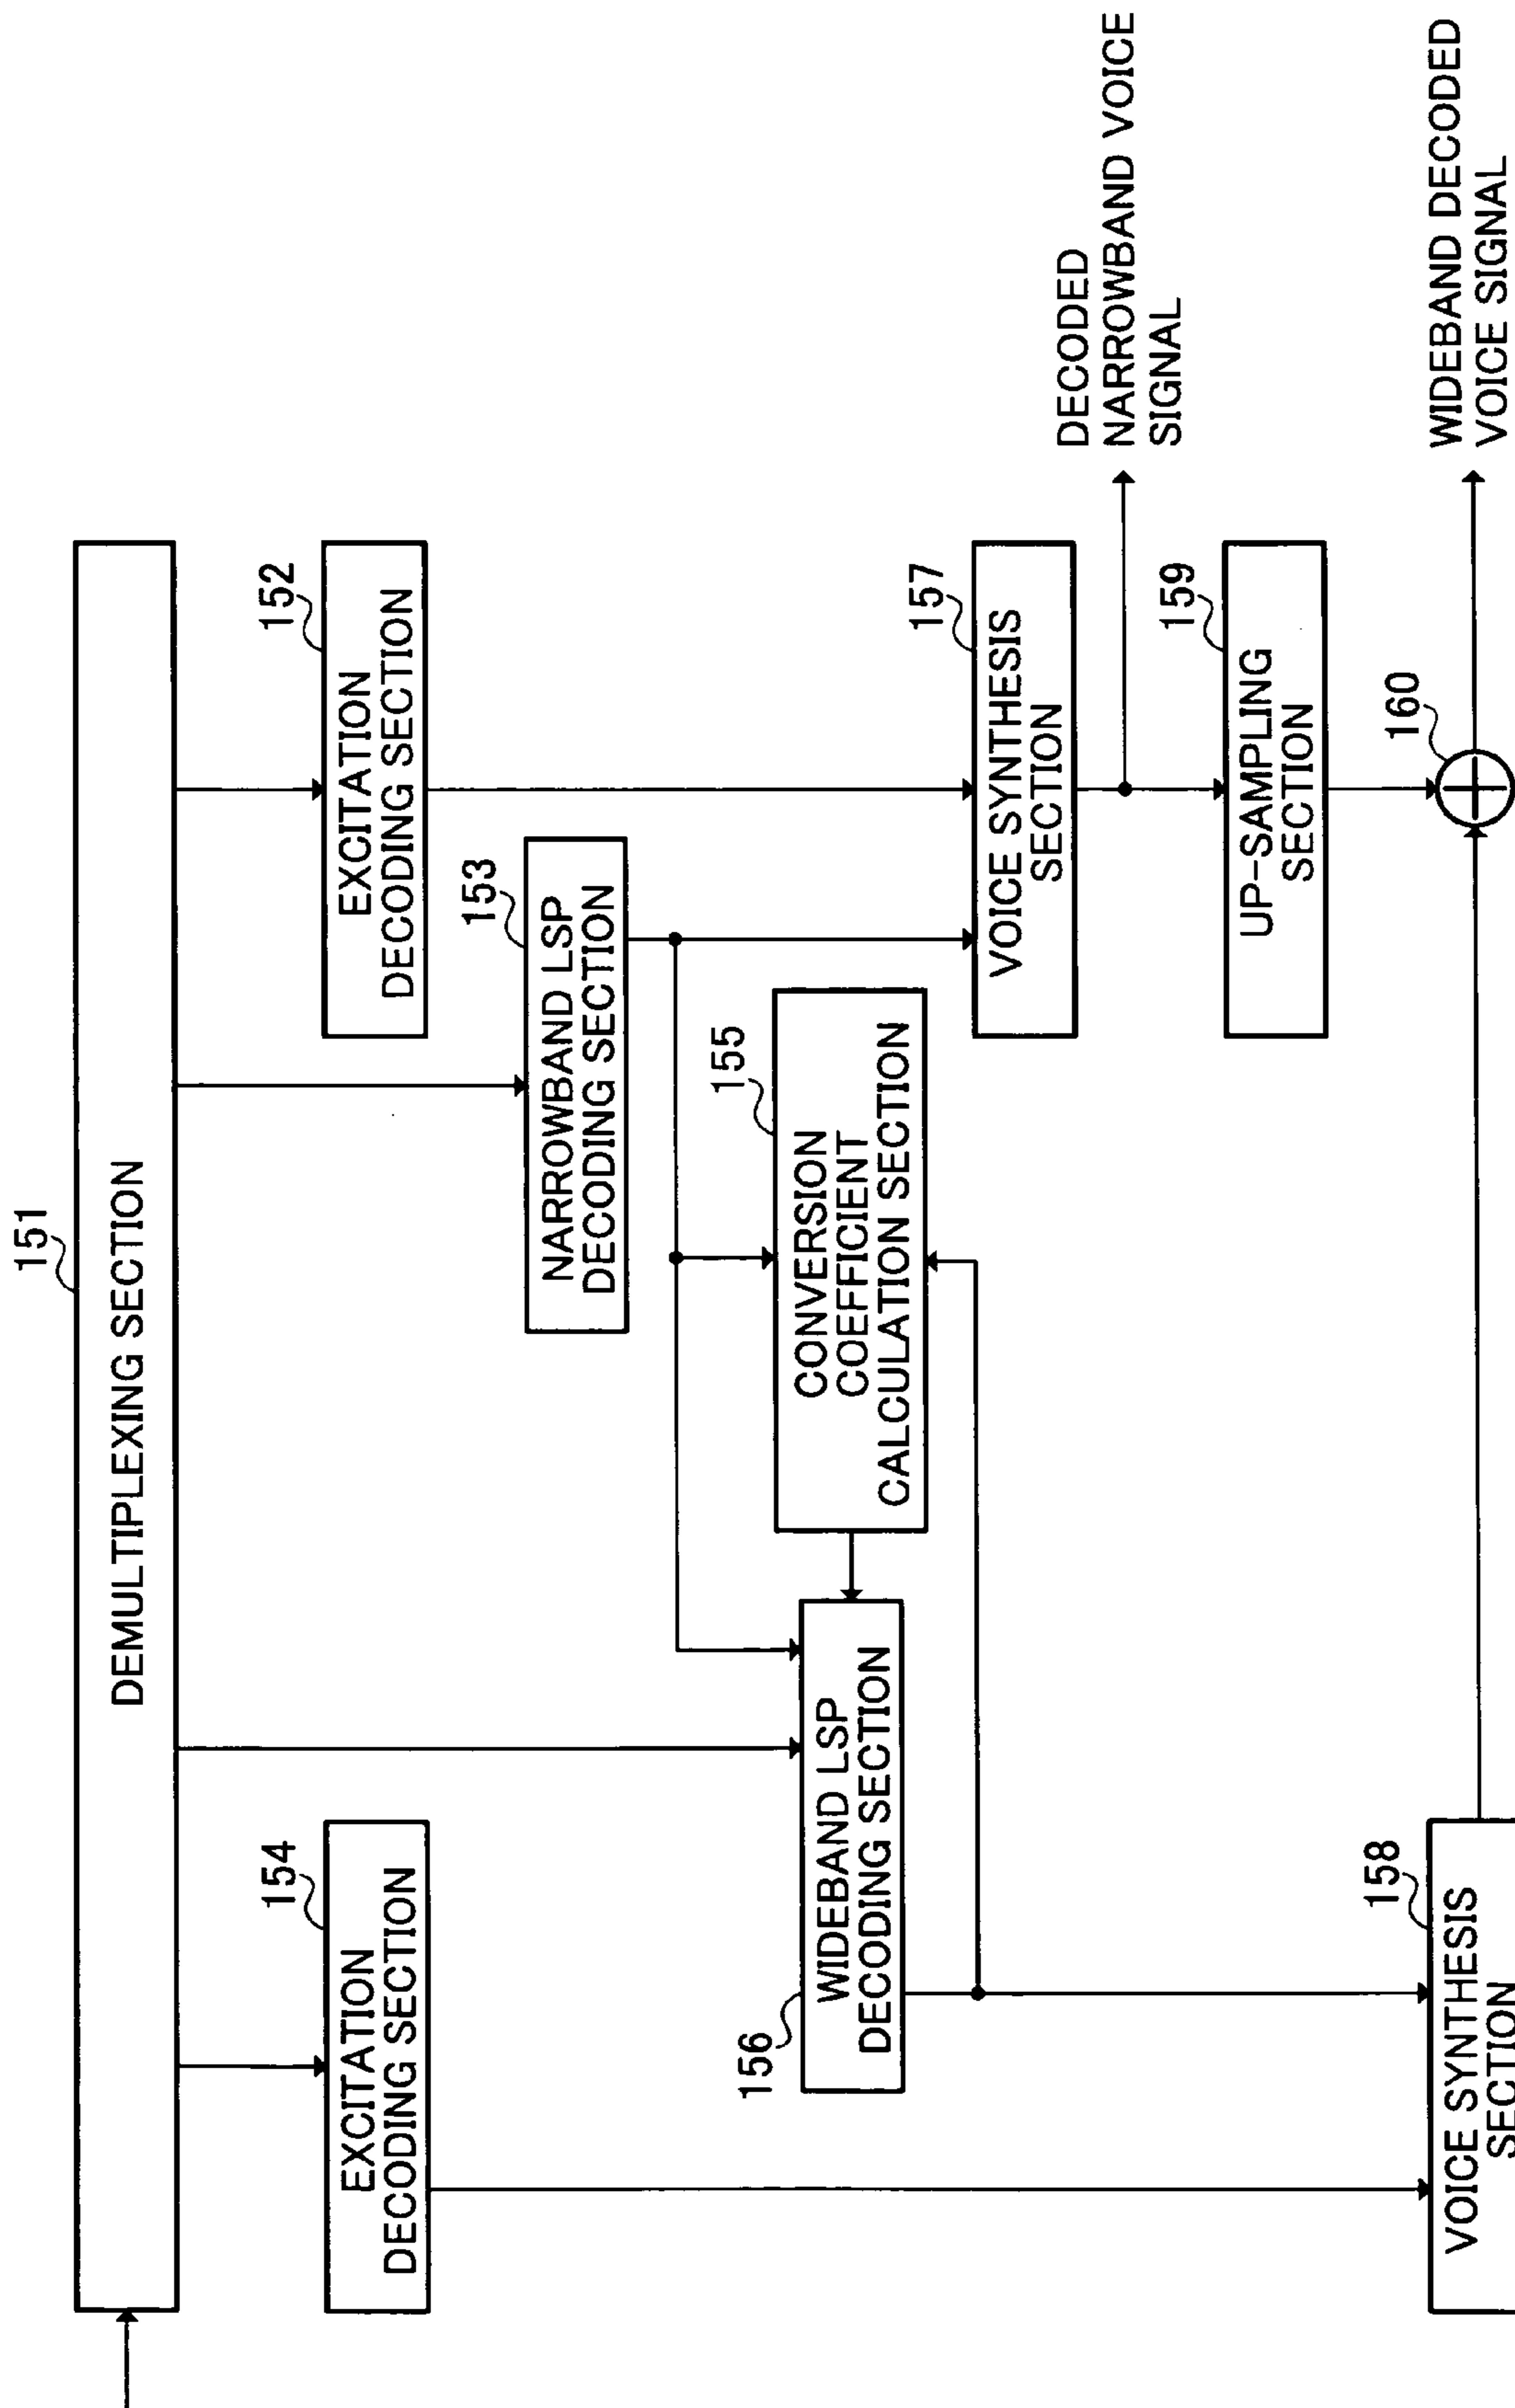 151
DEMULTIPLEXING SECTION
154
EXCITATION
DECODING SECTION
152
EXCITATION
DECODING SECTION
153
NARROWBAND LSP
DECODING SECTION
155
CONVERSION
COEFFICIENT
CALCULATION SECTION
156
WIDEBAND LSP
DECODING SECTION
157
VOICE SYNTHESIS
SECTION
DECODED
NARROWBAND VOICE
SIGNAL
159
UP-SAMPLING
SECTION
158
VOICE SYNTHESIS
SECTION
160
WIDEBAND DECODED
VOICE SIGNAL